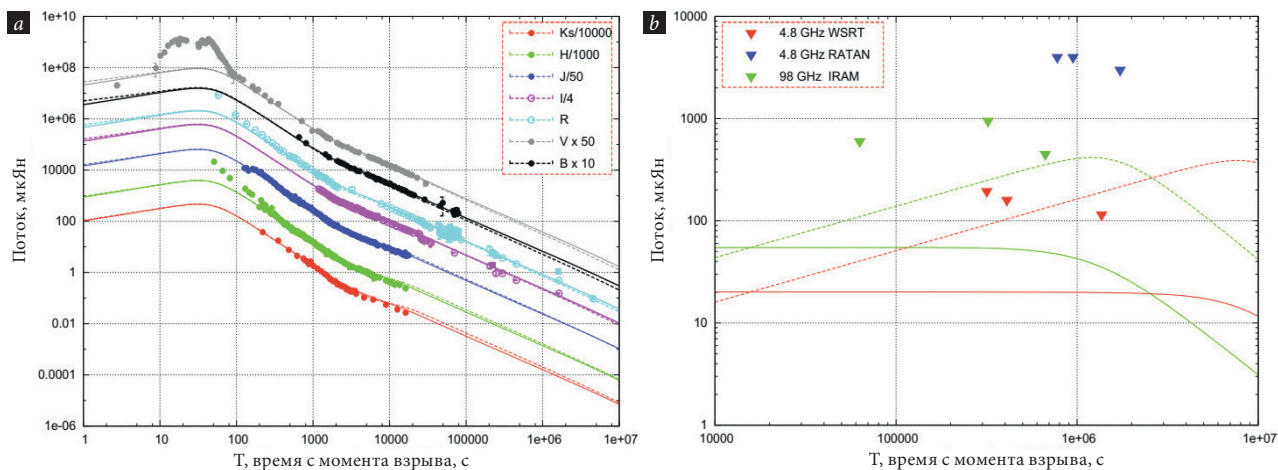 a
Поток, мкЯн
1e+10
1e+08
1e+06
10000
100
1
0.01
0.0001
1e-06
1 10 100 1000 10000 100000 1e+06 1e+07
T, время с момента взрыва, с
Ks/10000
H/1000
J/50
I/4
R
V x 50
B x 10
b
Поток, мкЯн
10000
1000
100
10
1
10000 100000 1e+06 1e+07
T, время с момента взрыва, с
4.8 GHz WSRT
4.8 GHz RATAN
98 GHz IRAM